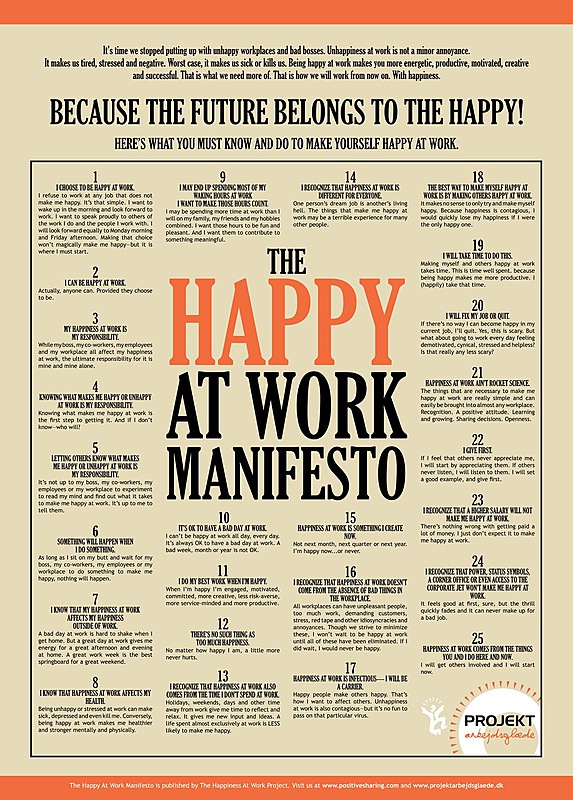 It's time we stopped putting up with unhappy workplaces and bad bosses. Unhappiness at work is not a minor annoyance.
It makes us tired, stressed and negative. Worst case, it makes us sick or kills us. Being happy at work makes you more energetic, productive, motivated, creative
and successful. That is what we need more of. That is how we will work from now on. With happiness.
BECAUSE THE FUTURE BELONGS TO THE HAPPY!
HERE'S WHAT YOU MUST KNOW AND DO TO MAKE YOURSELF HAPPY AT WORK.
1
I CHOOSE TO BE HAPPY AT WORK.
I refuse to work at any job that does not
make me happy. It's that simple. I want to
wake up in the morning and look forward to
work. I want to speak proudly to others of
the work I do and the people I work with. I
will look forward equally to Monday morning
and Friday afternoon. Making that choice
won't magically make me happy—but it is
where I must start.
2
I CAN BE HAPPY AT WORK.
Actually, anyone can. Provided they choose
to be.
3
MY HAPPINESS AT WORK IS
MY RESPONSIBILITY.
While my boss, my co-workers, my employees
and my workplace all affect my happiness
at work, the ultimate responsibility for it is
mine and mine alone.
4
KNOWING WHAT MAKES ME HAPPY OR UNHAPPY
AT WORK IS MY RESPONSIBILITY.
Knowing what makes me happy at work is
the first step to getting it. And if I don't
know—who will?
5
LETTING OTHERS KNOW WHAT MAKES
ME HAPPY OR UNHAPPY AT WORK IS
MY RESPONSIBILITY.
It's not up to my boss, my co-workers, my
employees or my workplace to experiment
to read my mind and find out what it takes
to make me happy at work. It's up to me to
tell them.
6
SOMETHING WILL HAPPEN WHEN
I DO SOMETHING.
As long as I sit on my butt and wait for my
boss, my co-workers, my employees or my
workplace to do something to make me
happy, nothing will happen.
7
I KNOW THAT MY HAPPINESS AT WORK
AFFECTS MY HAPPINESS
OUTSIDE OF WORK.
A bad day at work is hard to shake when I
get home. But a great day at work gives me
energy for a great afternoon and evening
at home. A great work week is the best
springboard for a great weekend.
8
I KNOW THAT HAPPINESS AT WORK AFFECTS MY
HEALTH.
Being unhappy or stressed at work can make
sick, depressed and even kill me. Conversely,
being happy at work makes me healthier
and stronger mentally and physically.
9
I MAY END UP SPENDING MOST OF MY
WAKING HOURS AT WORK
I WANT TO MAKE THOSE HOURS COUNT.
I may be spending more time at work than I
will on my family, my friends and my hobbies
combined. I want those hours to be fun and
pleasant. And I want them to contribute to
something meaningful.
THE
HAPPY
AT WORK
MANIFESTO
10
IT'S OK TO HAVE A BAD DAY AT WORK.
I can't be happy at work all day, every day.
It's always OK to have a bad day at work. A
bad week, month or year is not OK.
11
I DO MY BEST WORK WHEN I'M HAPPY.
When I'm happy I'm engaged, motivated,
committed, more creative, less risk-averse,
more service-minded and more productive.
12
THERE'S NO SUCH THING AS
TOO MUCH HAPPINESS.
No matter how happy I am, a little more
never hurts.
13
I RECOGNIZE THAT HAPPINESS AT WORK ALSO
COMES FROM THE TIME I DON'T SPEND AT WORK.
Holidays, weekends, days and other time
away from work give me time to reflect and
relax. It gives me new input and ideas. A
life spent almost exclusively at work is LESS
likely to make me happy.
14
I RECOGNIZE THAT HAPPINESS AT WORK IS
DIFFERENT FOR EVERYONE.
One person's dream job is another's living
hell. The things that make me happy at
work may be a terrible experience for many
other people.
15
HAPPINESS AT WORK IS SOMETHING I CREATE
NOW.
Not next month, next quarter or next year.
I'm happy now...or never.
16
I RECOGNIZE THAT HAPPINESS AT WORK DOESN'T
COME FROM THE ABSENCE OF BAD THINGS IN
THE WORKPLACE.
All workplaces can have unpleasant people,
too much work, demanding customers,
stress, red tape and other idiosyncracies and
annoyances. Though we strive to minimize
these, I won't wait to be happy at work
until all of these have been eliminated. If I
did wait, I would never be happy.
17
HAPPINESS AT WORK IS INFECTIOUS— I WILL BE
A CARRIER.
Happy people make others happy. That's
how I want to affect others. Unhappiness
at work is also contagious—but it's no fun to
pass on that particular virus.
18
THE BEST WAY TO MAKE MYSELF HAPPY AT
WORK IS BY MAKING OTHERS HAPPY AT WORK.
It makes no sense to only try and make myself
happy. Because happiness is contagious, I
would quickly lose my happiness if I were
the only happy one.
19
I WILL TAKE TIME TO DO THIS.
Making myself and others happy at work
takes time. This is time well spent. because
being happy makes me more productive. I
(happily) take that time.
20
I WILL FIX MY JOB OR QUIT.
If there's no way I can become happy in my
current job, I'll quit. Yes, this is scary. But
what about going to work every day feeling
demotivated, cynical, stressed and helpless?
is that really any less scary?
21
HAPPINESS AT WORK AIN'T ROCKET SCIENCE.
The things that are necessary to make me
happy at work are really simple and can
easily be brought into almost any workplace.
Recognition. A positive attitude. Learning
and growing. Sharing decisions. Openness.
22
I GIVE FIRST.
If I feel that others never appreciate me,
I will start by appreciating them. If others
never listen, I will listen to them. I will set
a good example, and give first.
23
I RECOGNIZE THAT A HIGHER SALARY WILL NOT
MAKE ME HAPPY AT WORK.
There's nothing wrong with getting paid a
lot of money. I just don't expect it to make
me happy at work.
24
I RECOGNIZE THAT POWER, STATUS SYMBOLS,
A CORNER OFFICE OR EVEN ACCESS TO THE
CORPORATE JET WON'T MAKE ME HAPPY AT
WORK.
It feels good at first, sure, but the thrill
quickly fades and it can never make up for
a bad job.
25
HAPPINESS AT WORK COMES FROM THE THINGS
YOU AND I DO HERE AND NOW.
I will get others involved and I will start
now.
PROJEKT
arbejdsglæde
The Happy At Work Manifesto is published by The Happiness At Work Project. Visit us at www.positivesharing.com and www.projektarbejdsglaede.dk